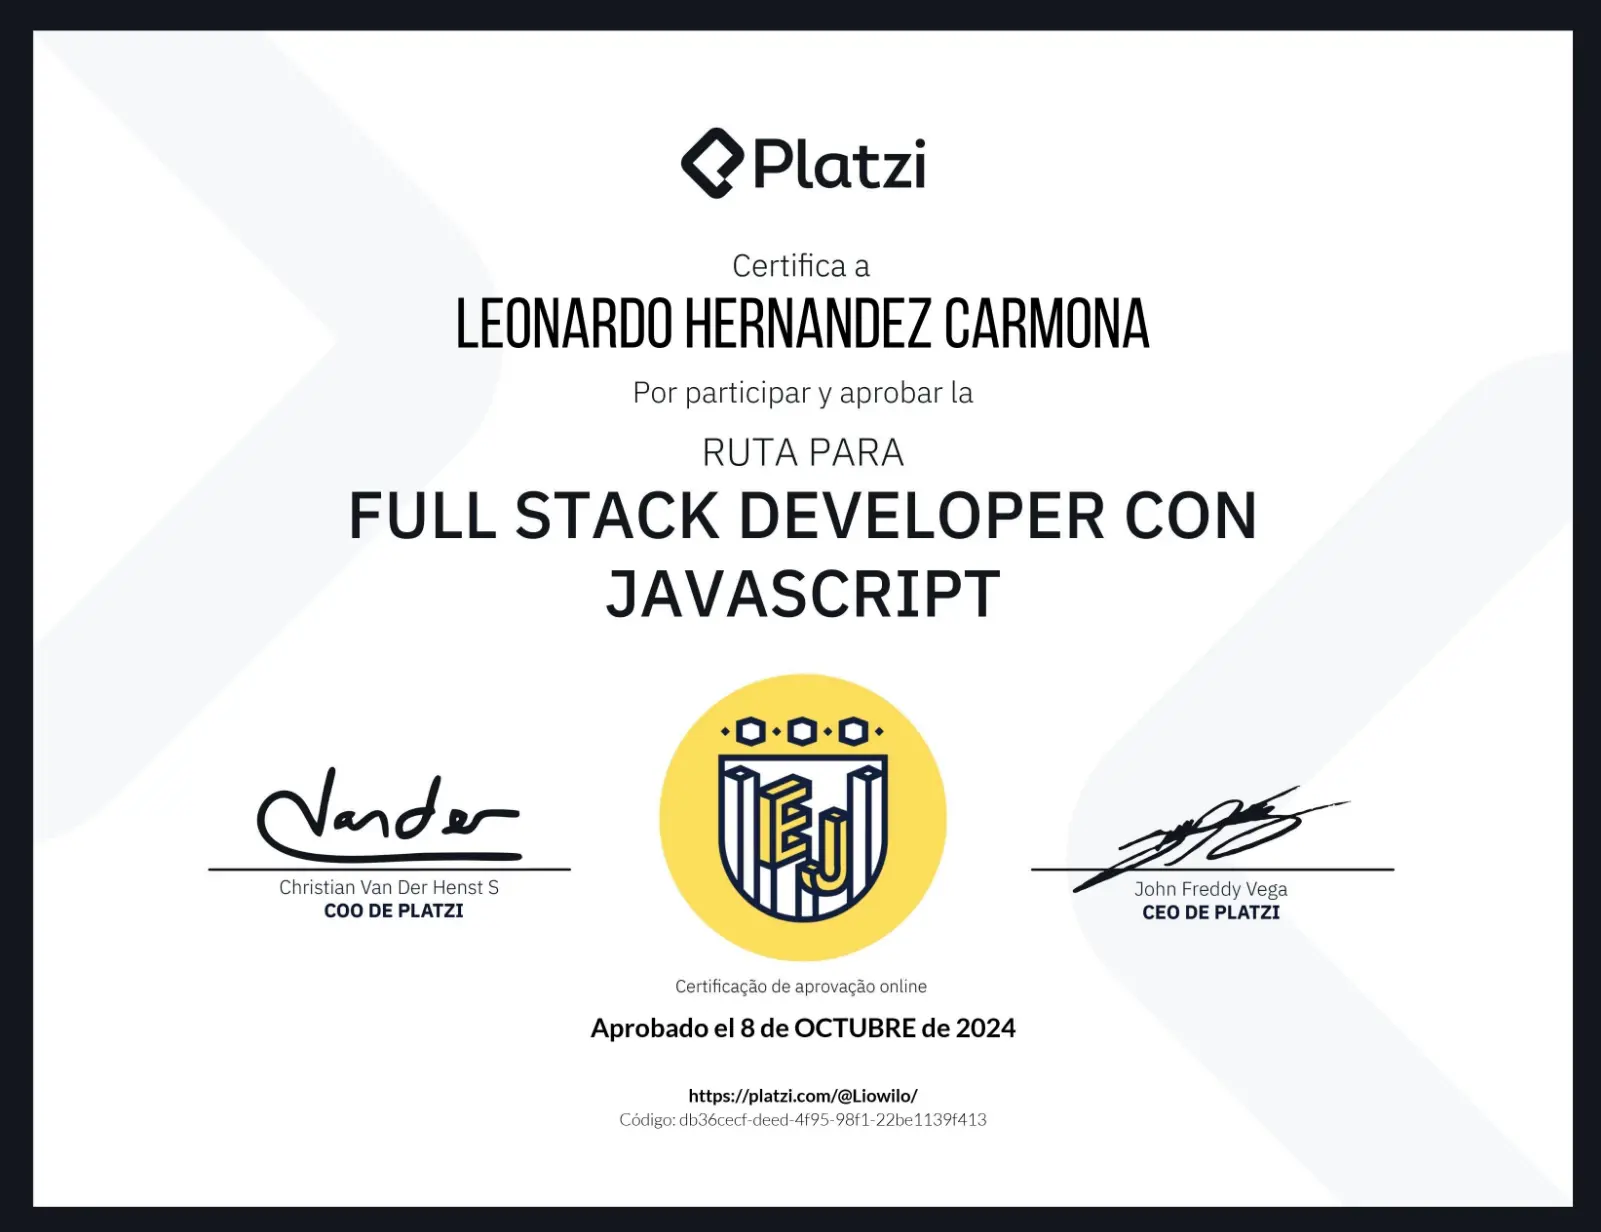 Platzi
Certifica a
LEONARDO HERNANDEZ CARMONA
Por participar y aprobar la
RUTA PARA
FULL STACK DEVELOPER CON
JAVASCRIPT
EJ
Vander
Christian Van Der Henst S
COO DE PLATZI
John Freddy Vega
CEO DE PLATZI
Certificação de aprovação online
Aprobado el 8 de OCTUBRE de 2024
https://platzi.com/@Liowilo/
Código: db36cecf-deed-4f95-98f1-22be1139f413